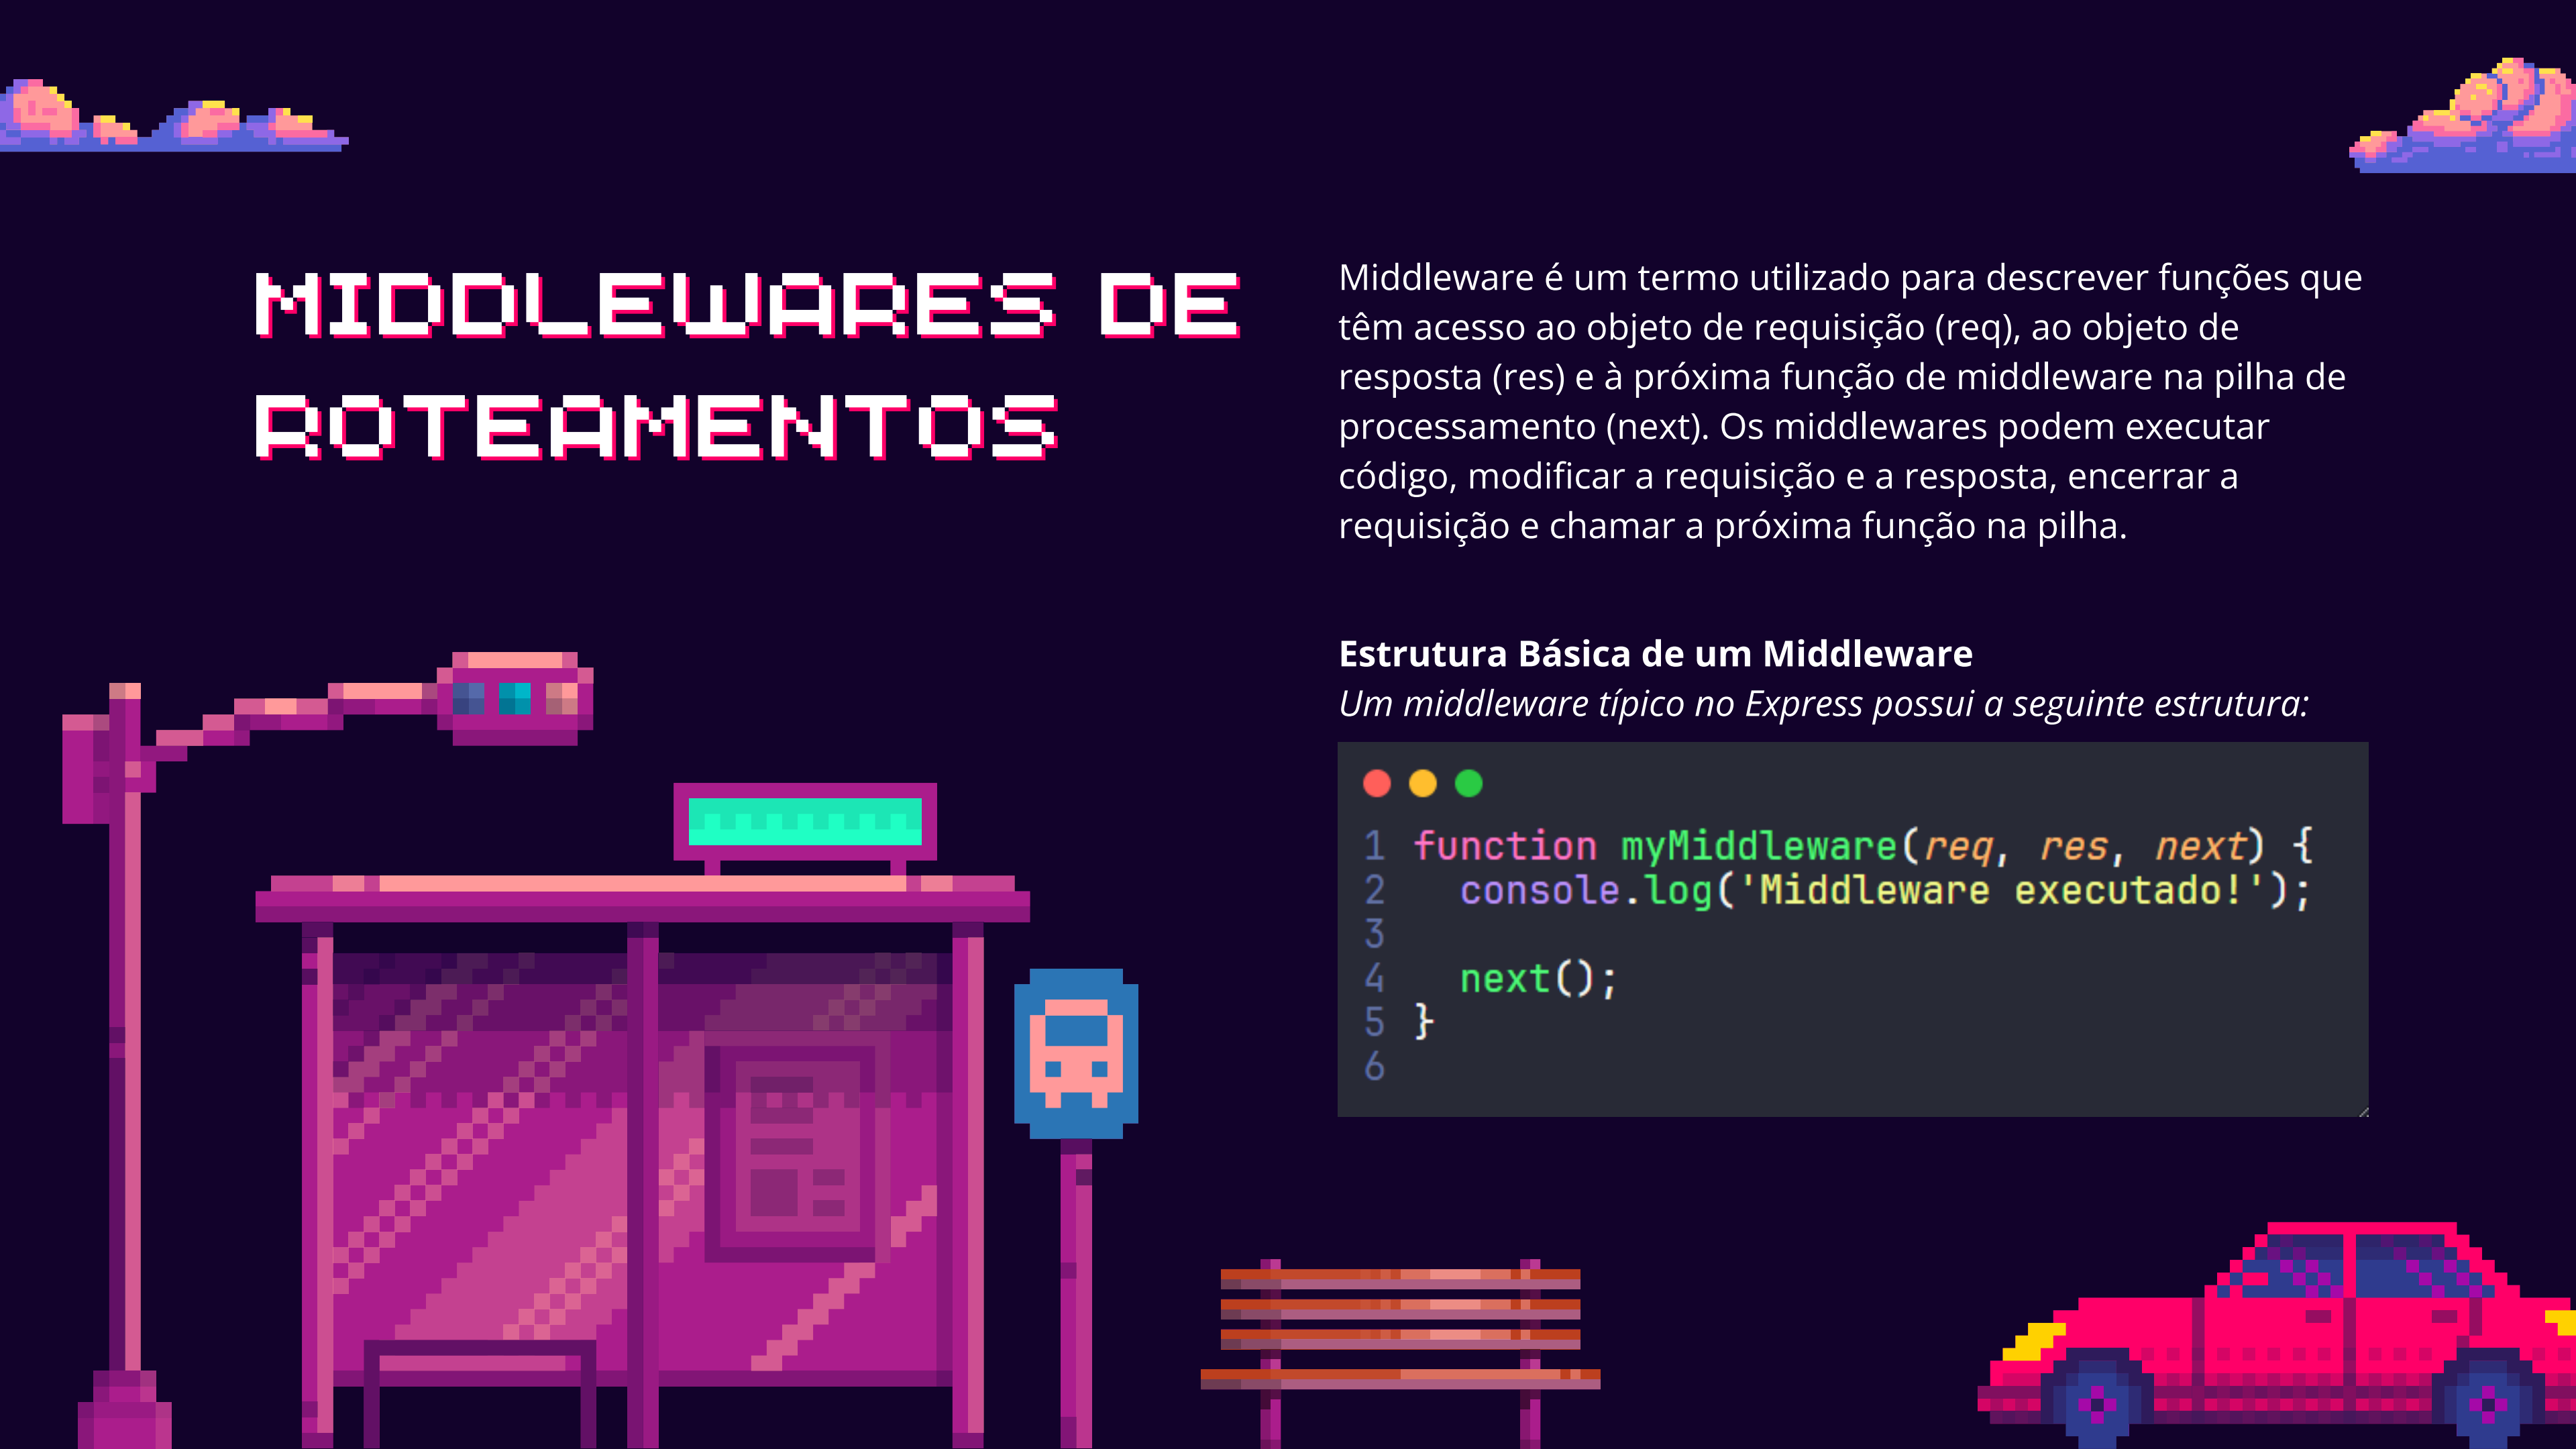 MIDDLEWARES DE
ROTEAMENTOS
Middleware é um termo utilizado para descrever funções que
têm acesso ao objeto de requisição (req), ao objeto de
resposta (res) e à próxima função de middleware na pilha de
processamento (next). Os middlewares podem executar
código, modificar a requisição e a resposta, encerrar a
requisição e chamar a próxima função na pilha.
Estrutura Básica de um Middleware
Um middleware típico no Express possui a seguinte estrutura:
1 function myMiddleware(req, res, next) {
2   console.log('Middleware executado!');
3
4   next();
5 }
6